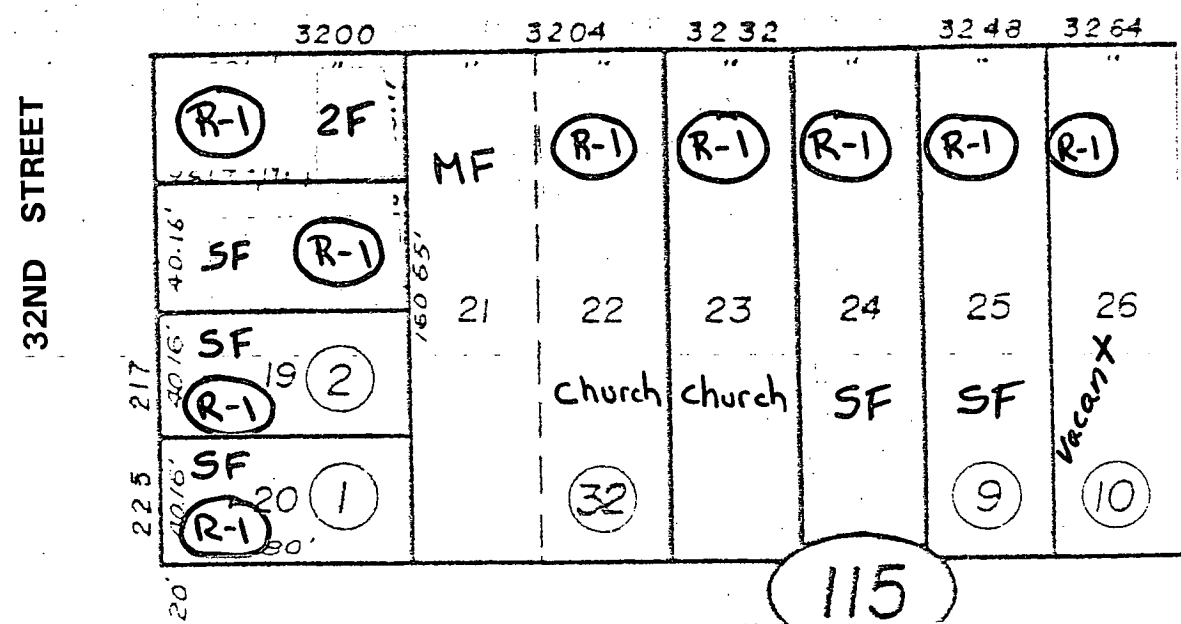 3200 3204 3232 3248 3264
32ND STREET
R-1 2F
MF
R-1 R-1 R-1 R-1 R-1
40.16' SF R-1
160.65'
21 22 23 24 25 26
217
40.16' SF
19 2
R-1
Church Church SF SF Vacant
225
40.16' SF
20 1
R-1
80'
32 9 10
20'
115